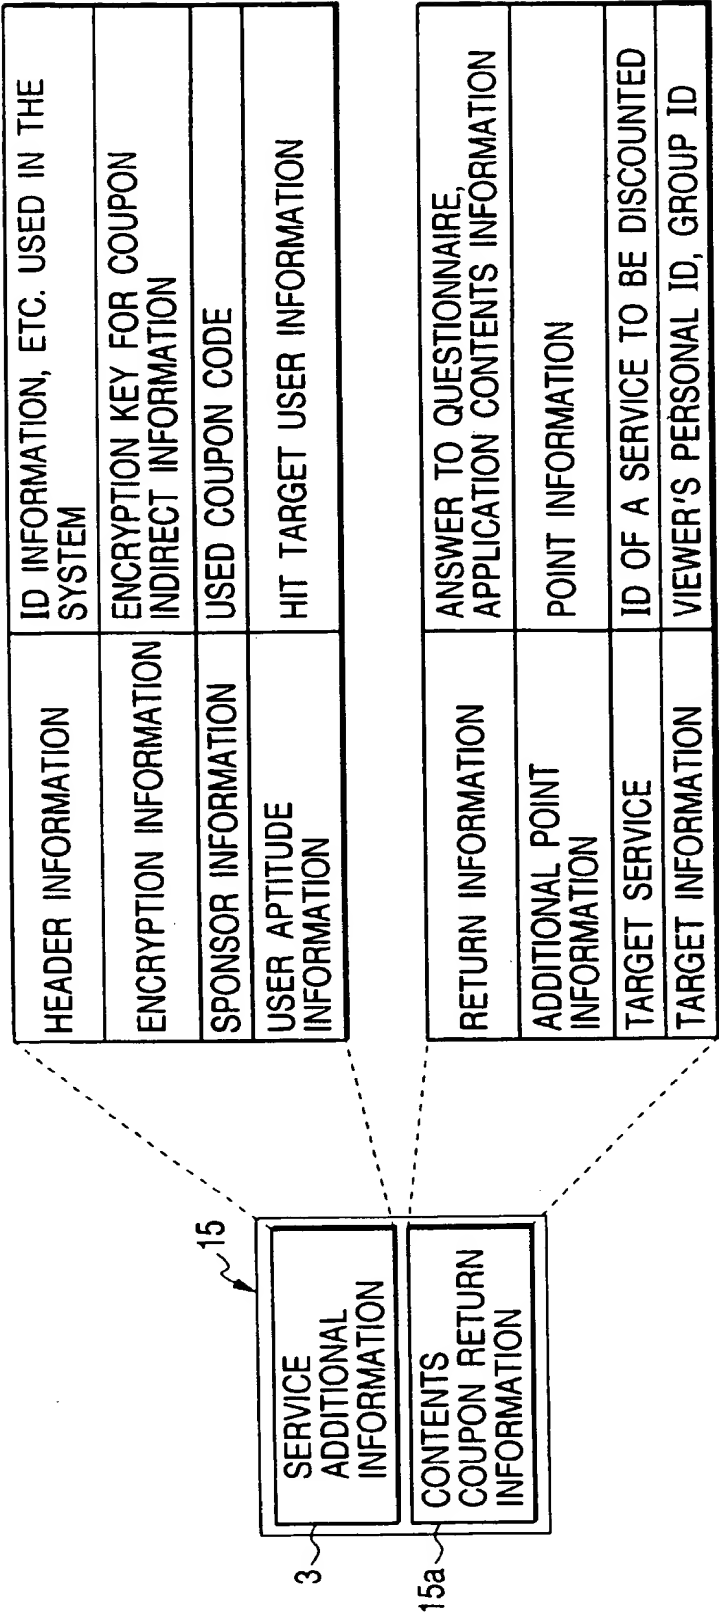 15
3
SERVICE
ADDITIONAL
INFORMATION
15a
CONTENTS
COUPON RETURN
INFORMATION
HEADER INFORMATION
ID INFORMATION, ETC. USED IN THE
SYSTEM
ENCRYPTION INFORMATION
ENCRYPTION KEY FOR COUPON
INDIRECT INFORMATION
SPONSOR INFORMATION
USED COUPON CODE
USER APTITUDE
INFORMATION
HIT TARGET USER INFORMATION
RETURN INFORMATION
ANSWER TO QUESTIONNAIRE,
APPLICATION CONTENTS INFORMATION
ADDITIONAL POINT
INFORMATION
POINT INFORMATION
TARGET SERVICE
ID OF A SERVICE TO BE DISCOUNTED
TARGET INFORMATION
VIEWER'S PERSONAL ID, GROUP ID